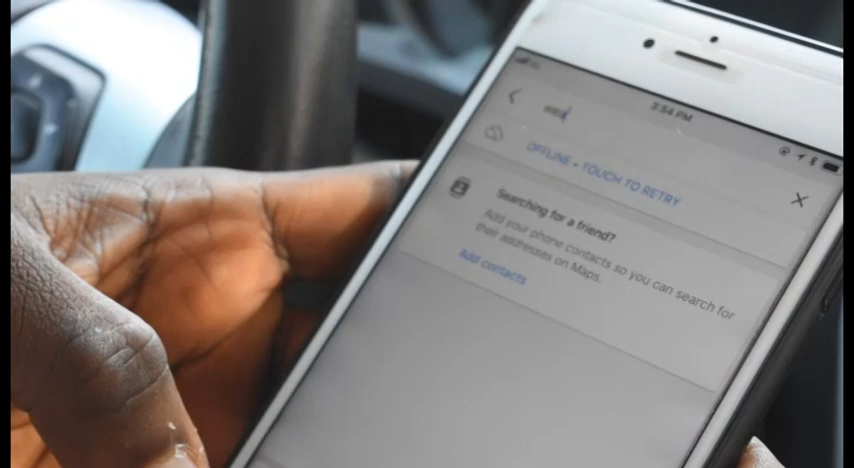 3:54 PM
OFFLINE - TOUCH TO RETRY
Searching for a friend?
Add your phone contacts so you can search for
their addresses on Maps.
Add contacts